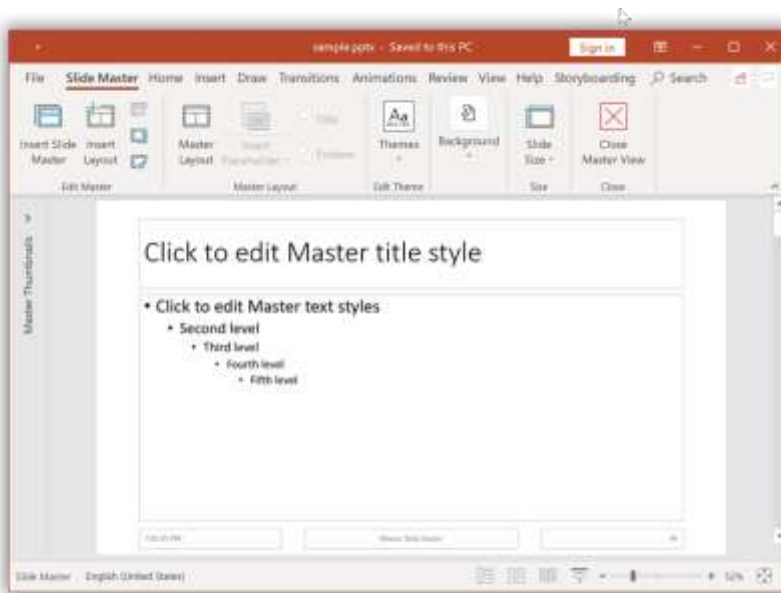 sample.pptx - Saved to this PC
Sign in
File Slide Master Home Insert Draw Transitions Animations Review View Help Storyboarding Search
Insert Slide Master
Insert Layout
Master Layout
Insert Placeholder
Title
Footers
Themes
Background
Slide Size
Close Master View
Edit Master
Master Layout
Edit Theme
Size
Close
Master Thumbnails
Click to edit Master title style
• Click to edit Master text styles
• Second level
• Third level
• Fourth level
• Fifth level
Slide Master English (United States) 52%